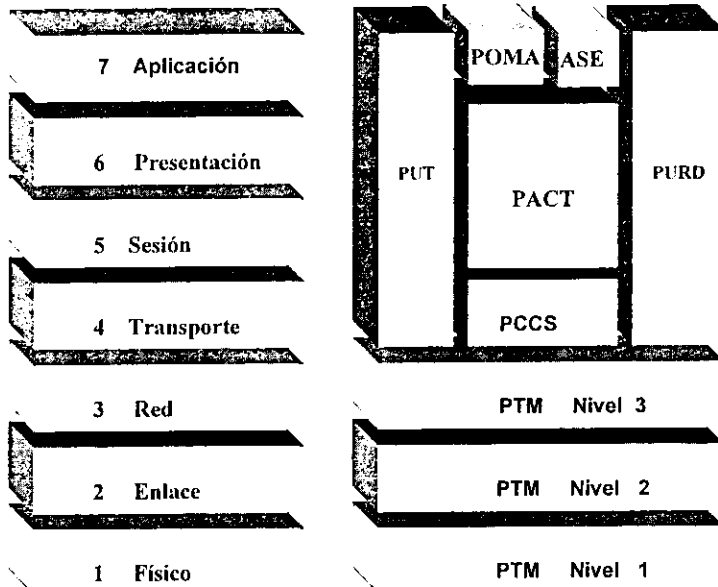 7 Aplicación
6 Presentación
5 Sesión
4 Transporte
3 Red
2 Enlace
1 Físico
POMA ASE
PUT
PACT
PURD
PCCS
PTM Nivel 3
PTM Nivel 2
PTM Nivel 1